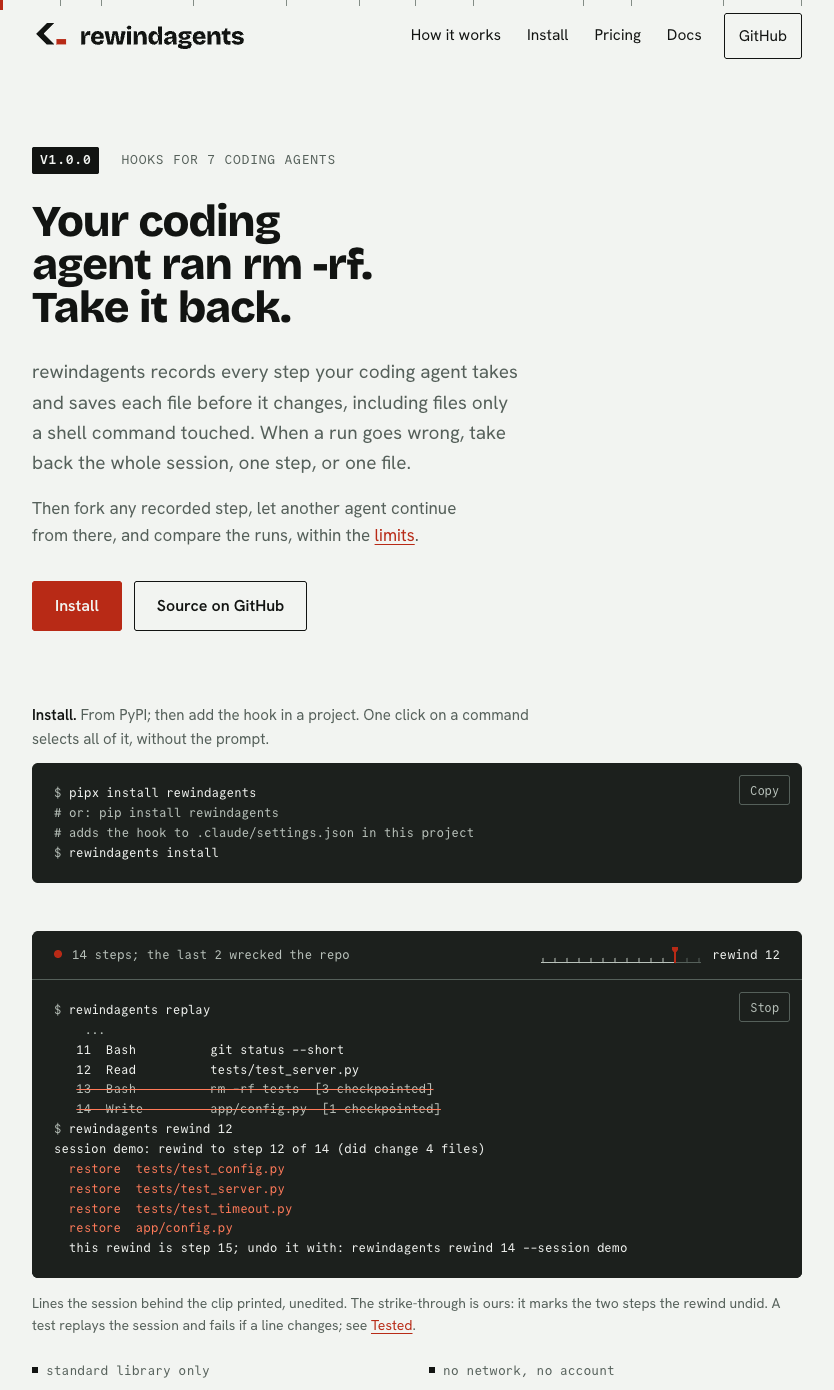 rewindagents
How it works Install Pricing Docs GitHub
V1.0.0 HOOKS FOR 7 CODING AGENTS
Your coding
agent ran rm -rf.
Take it back.
rewindagents records every step your coding agent takes
and saves each file before it changes, including files only
a shell command touched. When a run goes wrong, take
back the whole session, one step, or one file.
Then fork any recorded step, let another agent continue
from there, and compare the runs, within the limits.
Install Source on GitHub
Install. From PyPI; then add the hook in a project. One click on a command
selects all of it, without the prompt.
Copy
$ pipx install rewindagents
# or: pip install rewindagents
# adds the hook to .claude/settings.json in this project
$ rewindagents install
14 steps; the last 2 wrecked the repo rewind 12
Stop
$ rewindagents replay
...
11 Bash git status --short
12 Read tests/test_server.py
13 Bash rm -rf tests [3 checkpointed]
14 Write app/config.py [1 checkpointed]
$ rewindagents rewind 12
session demo: rewind to step 12 of 14 (did change 4 files)
restore tests/test_config.py
restore tests/test_server.py
restore tests/test_timeout.py
restore app/config.py
this rewind is step 15; undo it with: rewindagents rewind 14 --session demo
Lines the session behind the clip printed, unedited. The strike-through is ours: it marks the two steps the rewind undid. A
test replays the session and fails if a line changes; see Tested.
standard library only no network, no account